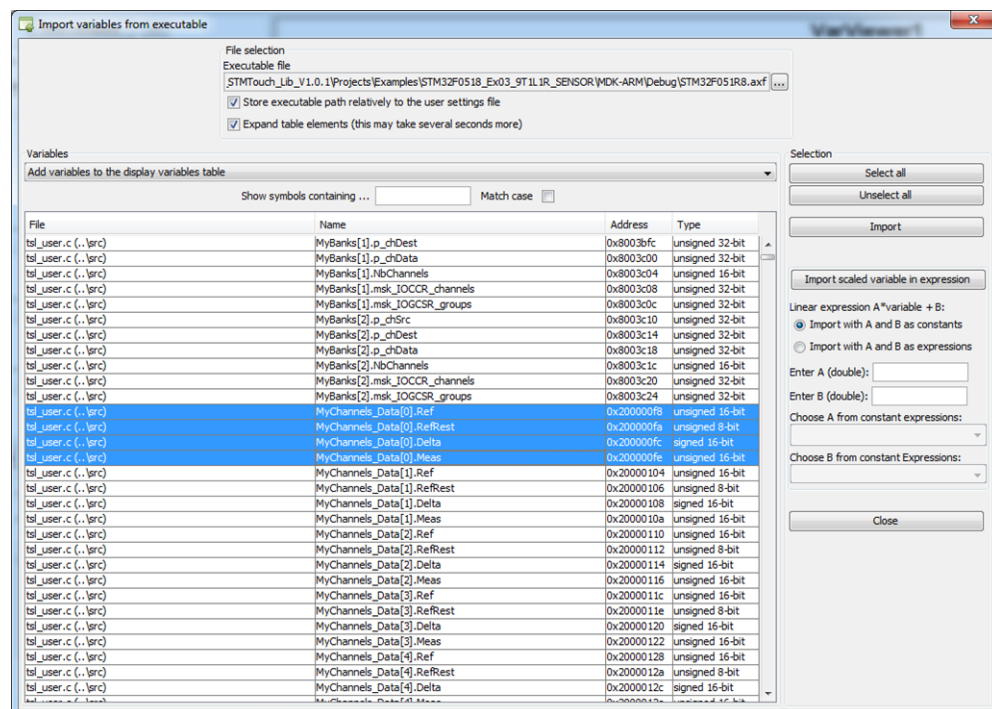 Import variables from executable
VarViewer1
File selection
Executable file
STMTouch_Lib_V1.0.1\Projects\Examples\STM32F0518_Ex03_9T1L1R_SENSOR\MDK-ARM\Debug\STM32F051R8.axf ...
Store executable path relatively to the user settings file
Expand table elements (this may take several seconds more)
Variables
Add variables to the display variables table
Show symbols containing ... Match case
File Name Address Type
tsl_user.c (..\src) MyBanks[1].p_chDest 0x8003bfc unsigned 32-bit
tsl_user.c (..\src) MyBanks[1].p_chData 0x8003c00 unsigned 32-bit
tsl_user.c (..\src) MyBanks[1].NbChannels 0x8003c04 unsigned 16-bit
tsl_user.c (..\src) MyBanks[1].msk_IOCCR_channels 0x8003c08 unsigned 32-bit
tsl_user.c (..\src) MyBanks[1].msk_IOGCSR_groups 0x8003c0c unsigned 32-bit
tsl_user.c (..\src) MyBanks[2].p_chSrc 0x8003c10 unsigned 32-bit
tsl_user.c (..\src) MyBanks[2].p_chDest 0x8003c14 unsigned 32-bit
tsl_user.c (..\src) MyBanks[2].p_chData 0x8003c18 unsigned 32-bit
tsl_user.c (..\src) MyBanks[2].NbChannels 0x8003c1c unsigned 16-bit
tsl_user.c (..\src) MyBanks[2].msk_IOCCR_channels 0x8003c20 unsigned 32-bit
tsl_user.c (..\src) MyBanks[2].msk_IOGCSR_groups 0x8003c24 unsigned 32-bit
tsl_user.c (..\src) MyChannels_Data[0].Ref 0x200000f8 unsigned 16-bit
tsl_user.c (..\src) MyChannels_Data[0].RefRest 0x200000fa unsigned 8-bit
tsl_user.c (..\src) MyChannels_Data[0].Delta 0x200000fc signed 16-bit
tsl_user.c (..\src) MyChannels_Data[0].Meas 0x200000fe unsigned 16-bit
tsl_user.c (..\src) MyChannels_Data[1].Ref 0x20000104 unsigned 16-bit
tsl_user.c (..\src) MyChannels_Data[1].RefRest 0x20000106 unsigned 8-bit
tsl_user.c (..\src) MyChannels_Data[1].Delta 0x20000108 signed 16-bit
tsl_user.c (..\src) MyChannels_Data[1].Meas 0x2000010a unsigned 16-bit
tsl_user.c (..\src) MyChannels_Data[2].Ref 0x20000110 unsigned 16-bit
tsl_user.c (..\src) MyChannels_Data[2].RefRest 0x20000112 unsigned 8-bit
tsl_user.c (..\src) MyChannels_Data[2].Delta 0x20000114 signed 16-bit
tsl_user.c (..\src) MyChannels_Data[2].Meas 0x20000116 unsigned 16-bit
tsl_user.c (..\src) MyChannels_Data[3].Ref 0x2000011c unsigned 16-bit
tsl_user.c (..\src) MyChannels_Data[3].RefRest 0x2000011e unsigned 8-bit
tsl_user.c (..\src) MyChannels_Data[3].Delta 0x20000120 signed 16-bit
tsl_user.c (..\src) MyChannels_Data[3].Meas 0x20000122 unsigned 16-bit
tsl_user.c (..\src) MyChannels_Data[4].Ref 0x20000128 unsigned 16-bit
tsl_user.c (..\src) MyChannels_Data[4].RefRest 0x2000012a unsigned 8-bit
tsl_user.c (..\src) MyChannels_Data[4].Delta 0x2000012c signed 16-bit
Selection
Select all
Unselect all
Import
Import scaled variable in expression
Linear expression A*variable + B:
Import with A and B as constants
Import with A and B as expressions
Enter A (double):
Enter B (double):
Choose A from constant expressions:
Choose B from constant Expressions:
Close